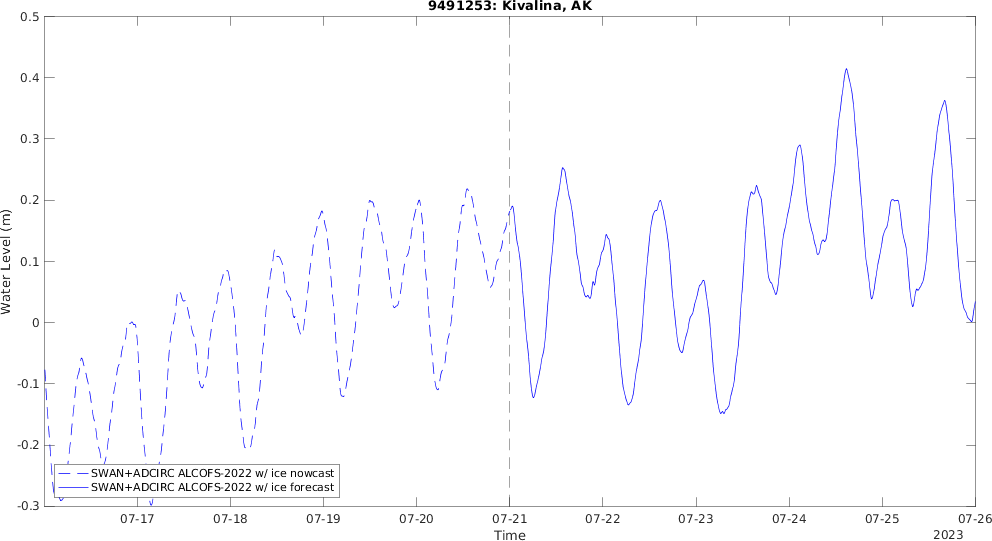 9491253: Kivalina, AK
0.5
0.4
0.3
0.2
0.1
0
-0.1
-0.2
-0.3
Water Level (m)
SWAN+ADCIRC ALCOFS-2022 w/ ice nowcast
SWAN+ADCIRC ALCOFS-2022 w/ ice forecast
07-17 07-18 07-19 07-20 07-21 07-22 07-23 07-24 07-25 07-26
Time
2023